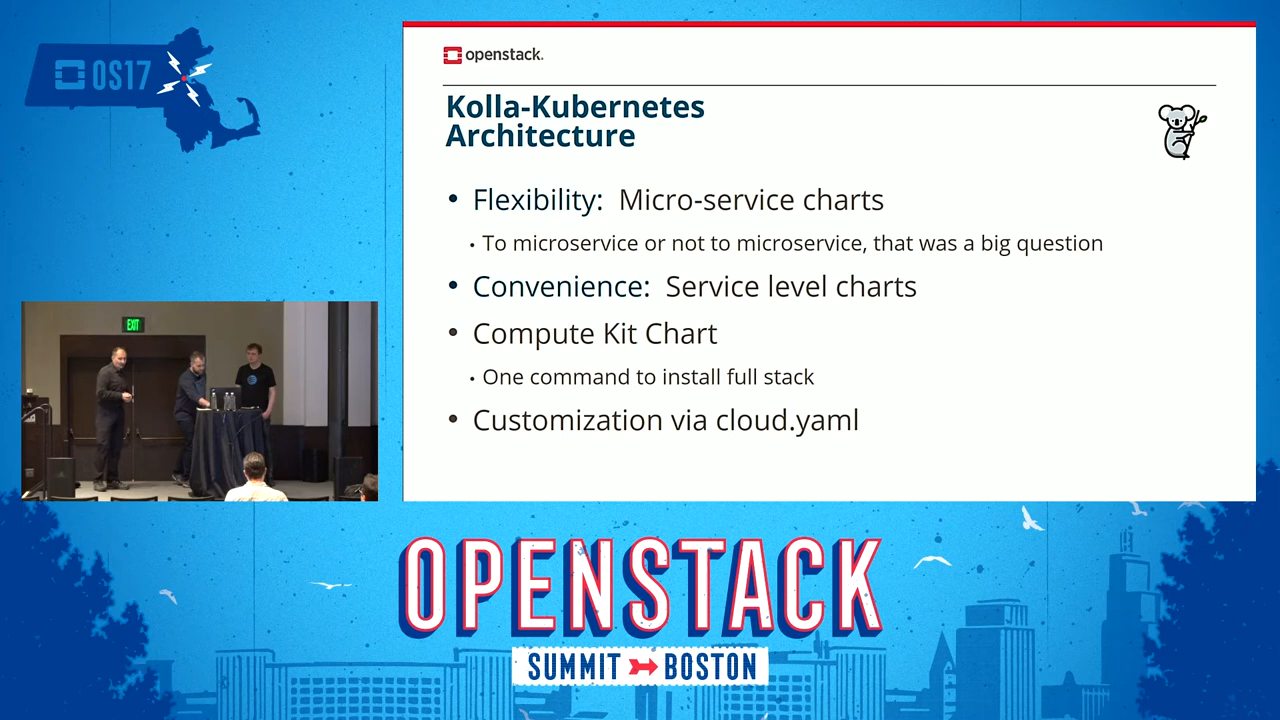 OS17
openstack.
Kolla-Kubernetes
Architecture
• Flexibility: Micro-service charts
• To microservice or not to microservice, that was a big question
• Convenience: Service level charts
• Compute Kit Chart
• One command to install full stack
• Customization via cloud.yaml
EXIT
OPENSTACK
SUMMIT BOSTON